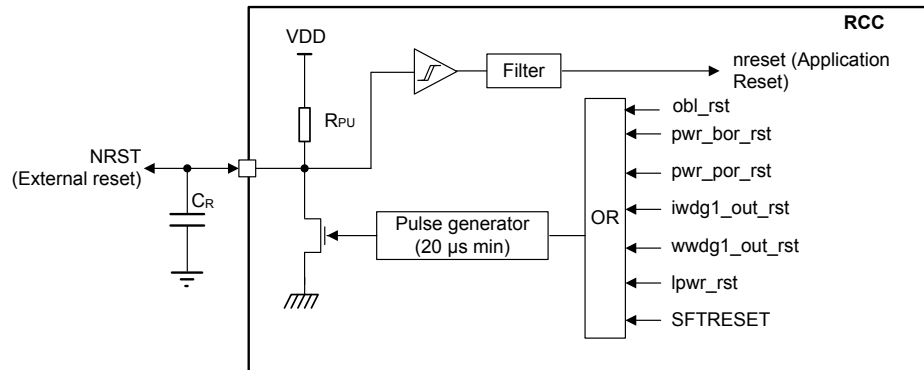 RCC
VDD
nreset (Application
Reset)
Filter
RPU
obl_rst
pwr_bor_rst
NRST
(External reset)
pwr_por_rst
CR
iwdg1_out_rst
OR
Pulse generator
(20 µs min)
wwdg1_out_rst
lpwr_rst
SFTRESET